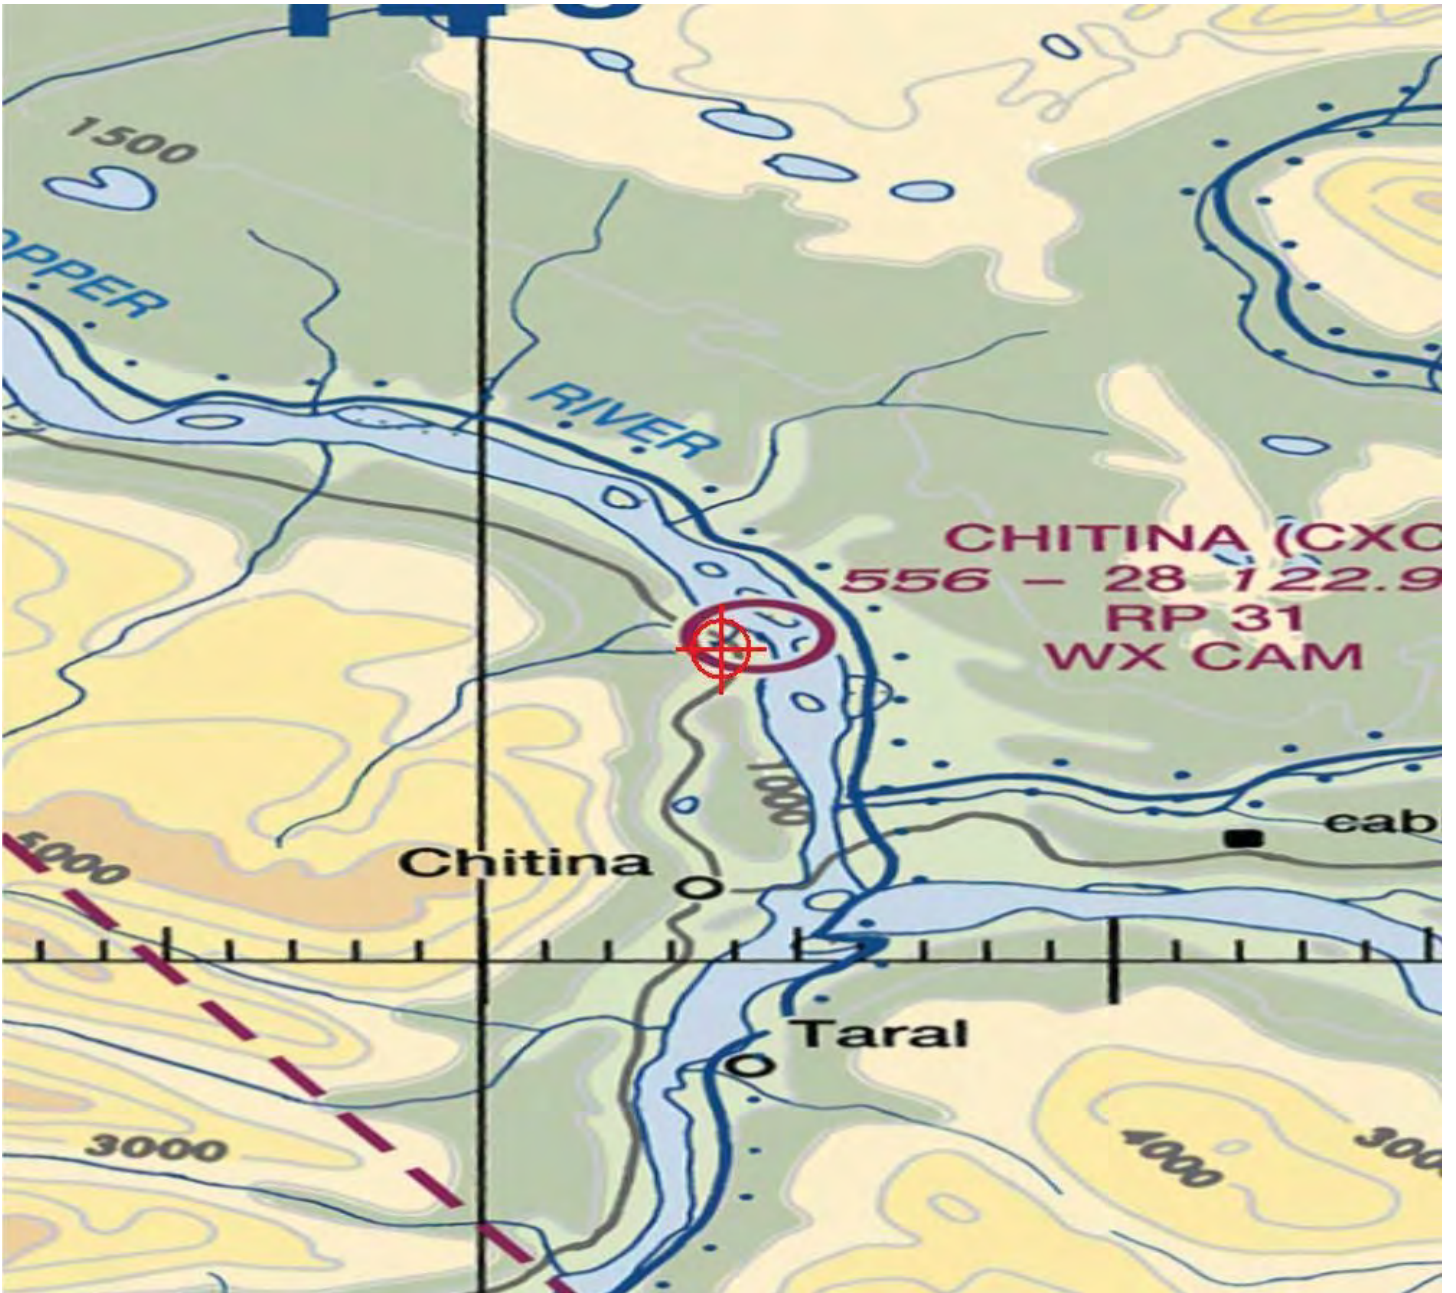 1500
OPPER
RIVER
CHITINA (CXC
556 – 28 122.9
RP 31
WX CAM
1000
cab
Chitina
5000
Taral
3000
4000
300